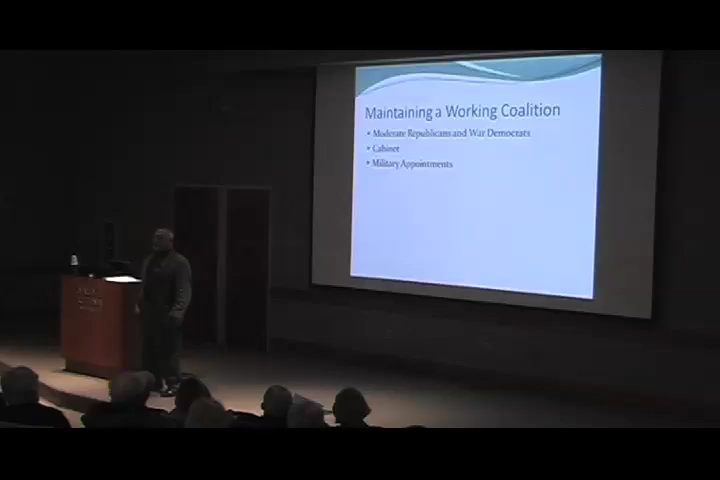 Maintaining a Working Coalition
• Moderate Republicans and War Democrats
• Cabinet
• Military Appointments